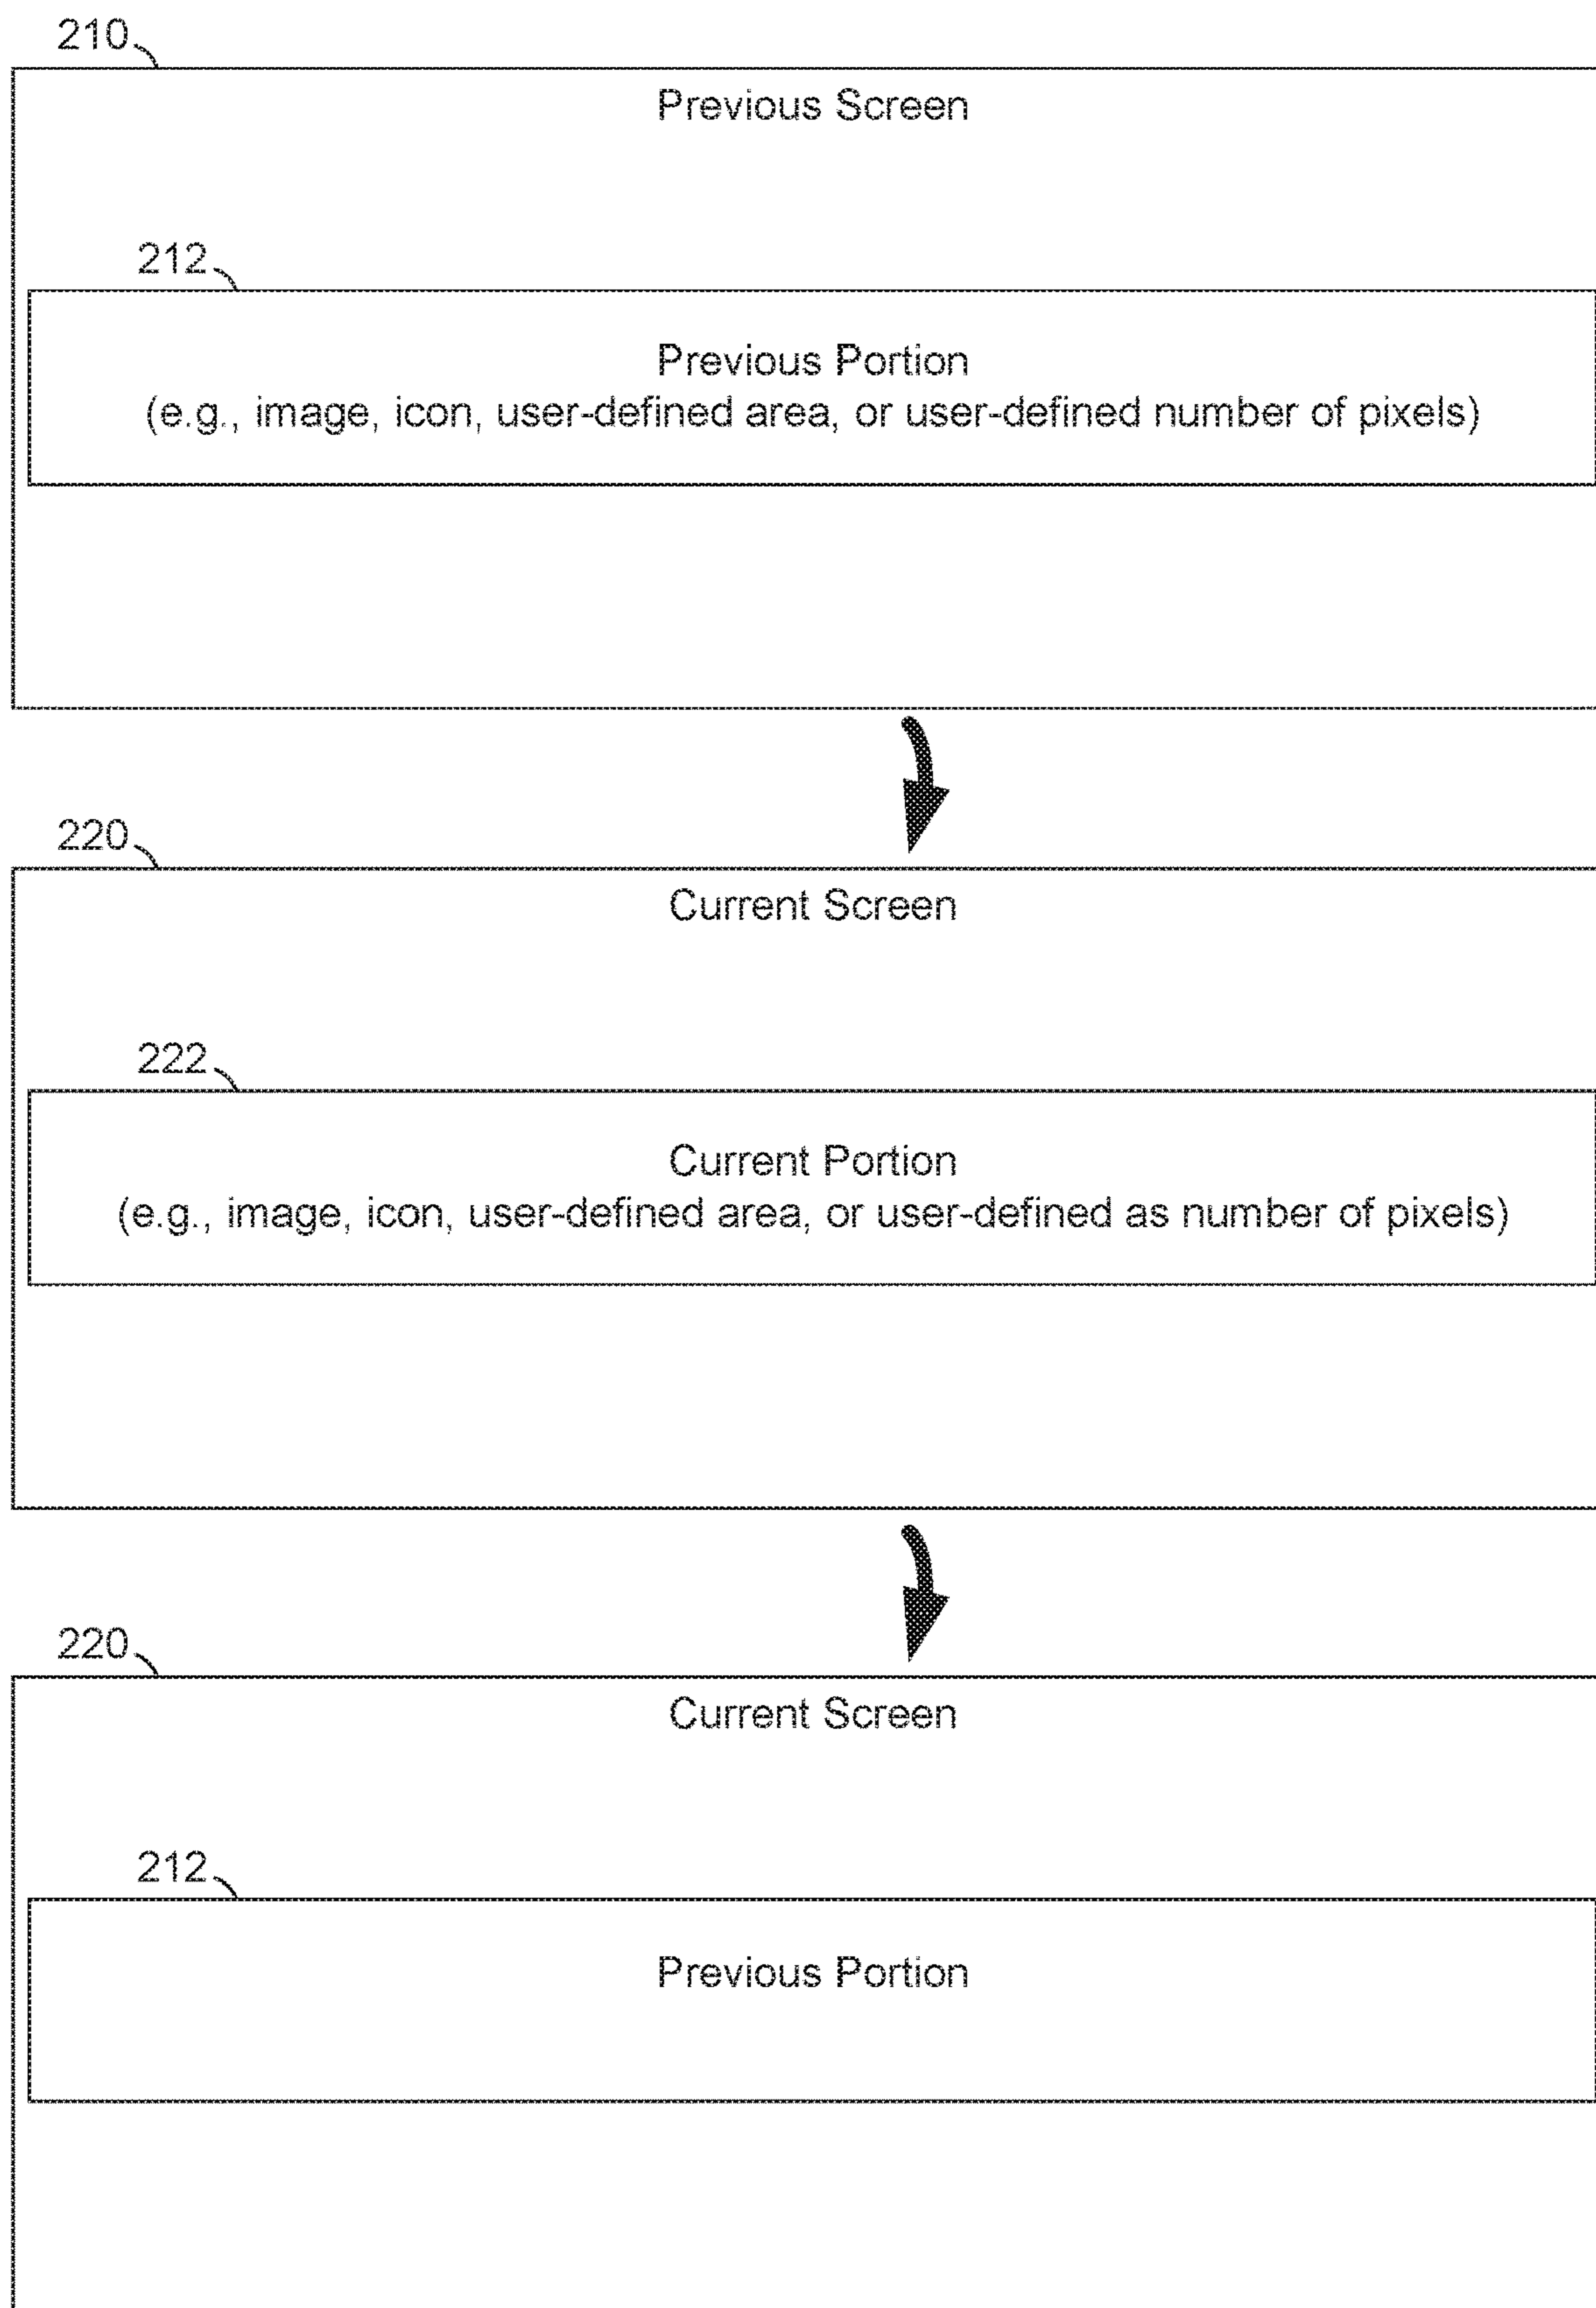 210
Previous Screen
212
Previous Portion
(e.g., image, icon, user-defined area, or user-defined number of pixels)
220
Current Screen
222
Current Portion
(e.g., image, icon, user-defined area, or user-defined as number of pixels)
220
Current Screen
212
Previous Portion